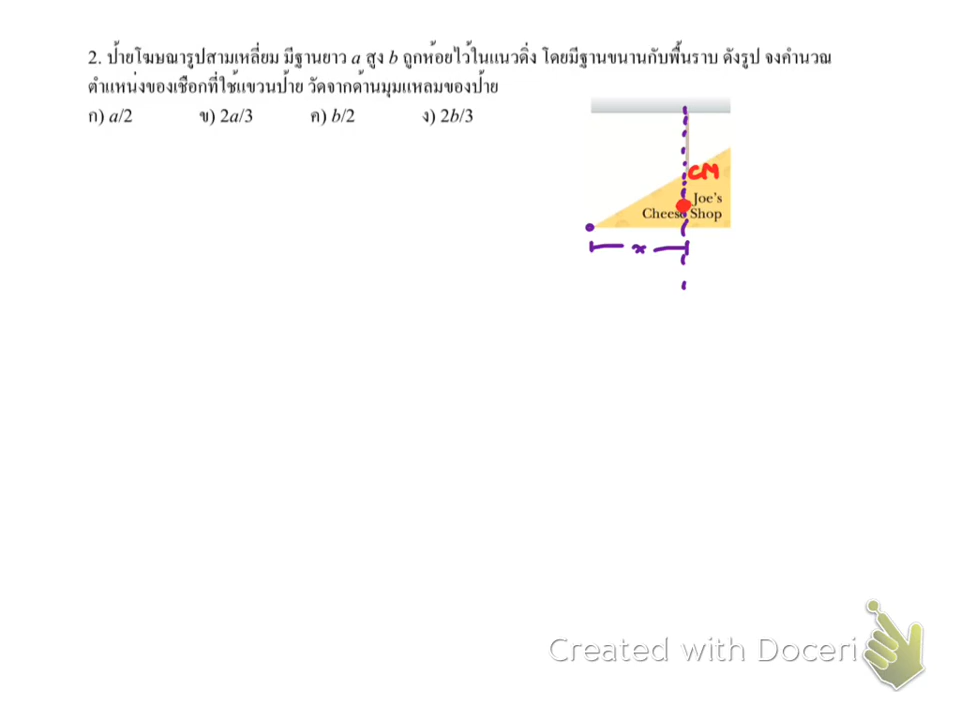 2. ป้ายโฆษณารูปสามเหลี่ยม มีฐานยาว a สูง b ถูกห้อยไว้ในแนวดิ่ง โดยมีฐานขนานกับพื้นราบ ดังรูป จงคำนวณ
ตำแหน่งของเชือกที่ใช้แขวนป้าย วัดจากด้านมุมแหลมของป้าย
ก) a/2 ข) 2a/3 ค) b/2 ง) 2b/3
CM
Joe's
Cheese Shop
x
Created with Doceri